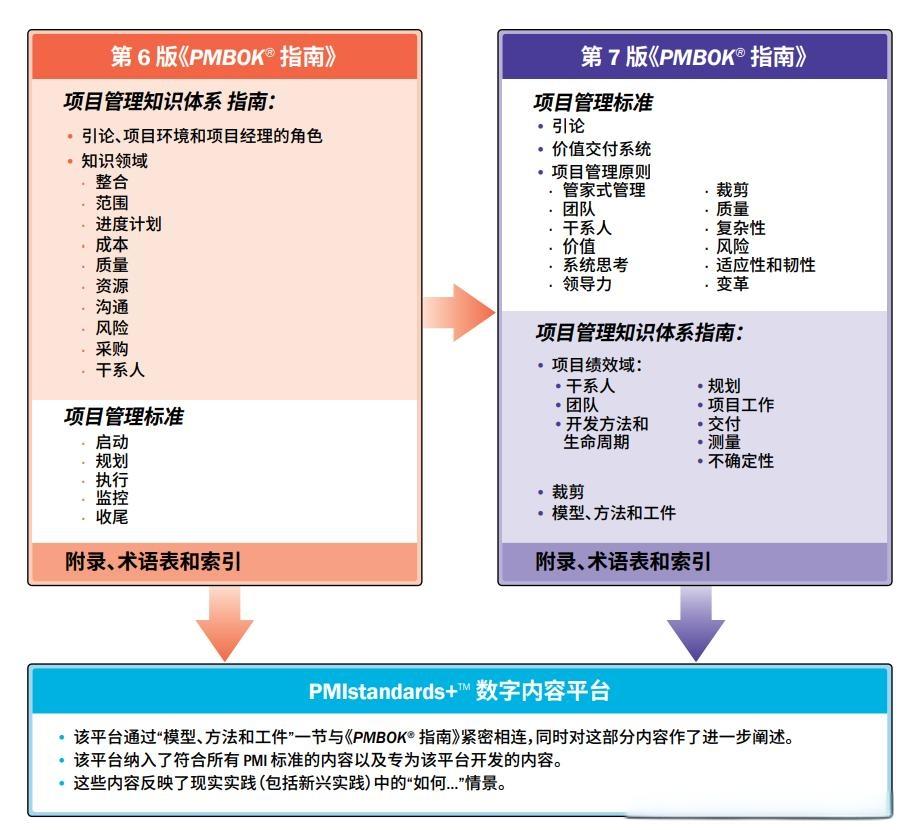 第 6 版《PMBOK® 指南》
项目管理知识体系 指南：
• 引论、项目环境和项目经理的角色
• 知识领域
· 整合
· 范围
· 进度计划
· 成本
· 质量
· 资源
· 沟通
· 风险
· 采购
· 干系人
项目管理标准
· 启动
· 规划
· 执行
· 监控
· 收尾
附录、术语表和索引
第 7 版《PMBOK® 指南》
项目管理标准
• 引论
• 价值交付系统
• 项目管理原则
· 管家式管理
· 团队
· 干系人
· 价值
· 系统思考
· 领导力
· 裁剪
· 质量
· 复杂性
· 风险
· 适应性和韧性
· 变革
项目管理知识体系指南：
• 项目绩效域：
• 干系人
• 团队
• 开发方法和
生命周期
• 规划
• 项目工作
• 交付
• 测量
• 不确定性
• 裁剪
• 模型、方法和工件
附录、术语表和索引
PMIstandards+™ 数字内容平台
• 该平台通过“模型、方法和工件”一节与《PMBOK® 指南》紧密相连，同时对这部分内容作了进一步阐述。
• 该平台纳入了符合所有 PMI 标准的内容以及专为该平台开发的内容。
• 这些内容反映了现实实践（包括新兴实践）中的“如何...”情景。